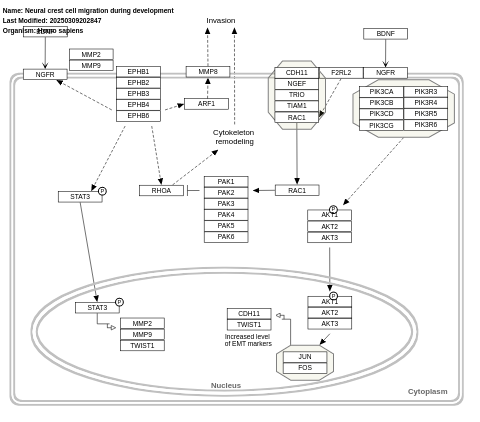 Name: Neural crest cell migration during development
Last Modified: 20250309202847
Organism: Homo sapiens
Invasion
BDNF
MMP2
MMP9
NGFR
EPHB1
EPHB2
EPHB3
EPHB4
EPHB6
MMP8
ARF1
CDH11
NGEF
TRIO
TIAM1
RAC1
F2RL2
NGFR
PIK3CA
PIK3R3
PIK3CB
PIK3R4
PIK3CD
PIK3R5
PIK3CG
PIK3R6
Cytokeleton
remodeling
STAT3
P
RHOA
PAK1
PAK2
PAK3
PAK4
PAK5
PAK6
RAC1
P
AKT1
AKT2
AKT3
STAT3
P
MMP2
MMP9
TWIST1
CDH11
TWIST1
Increased level
of EMT markers
P
AKT1
AKT2
AKT3
JUN
FOS
Nucleus
Cytoplasm